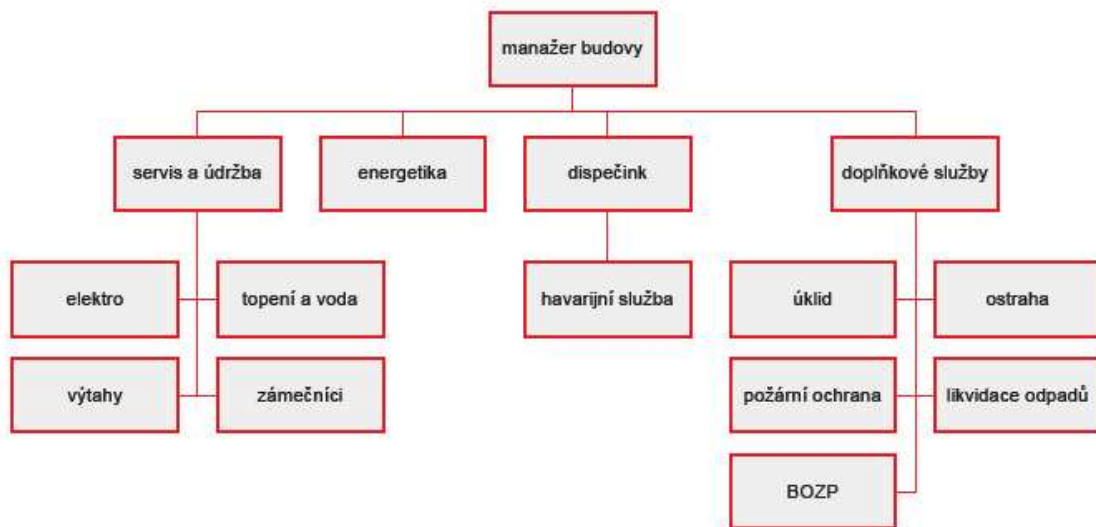 manažer budovy
servis a údržba
energetika
dispečink
doplňkové služby
elektro
topení a voda
havarijní služba
úklid
ostraha
výtahy
zámečníci
požární ochrana
likvidace odpadů
BOZP